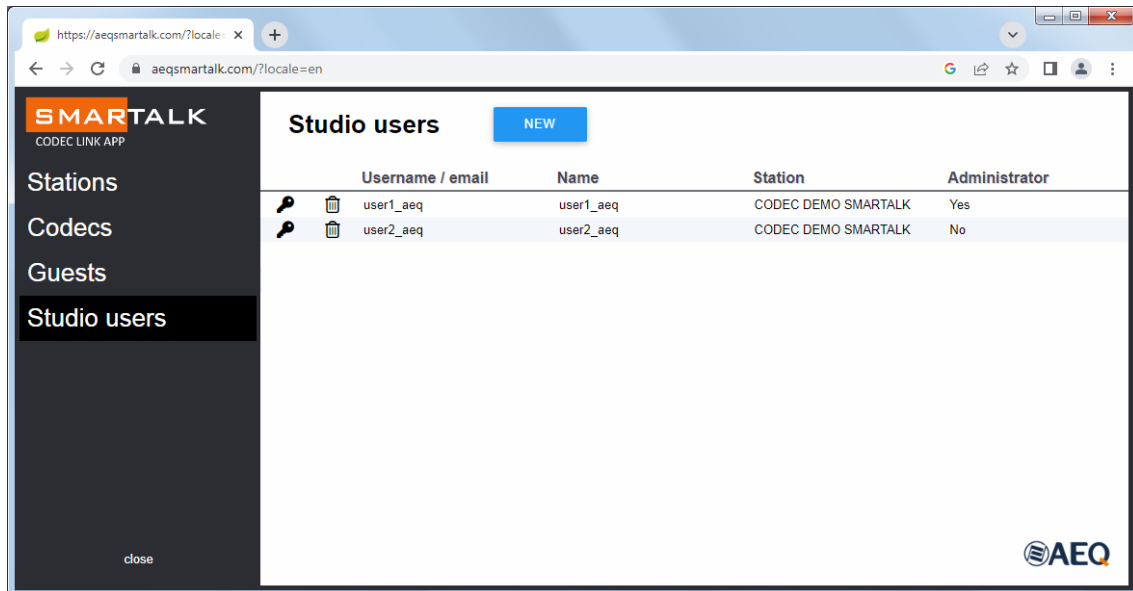 https://aeqsmartalk.com/?locale=
aeqsmartalk.com/?locale=en
SMARTALK
CODEC LINK APP
Stations
Codecs
Guests
Studio users
close
Studio users NEW
Username / email Name Station Administrator
user1_aeq user1_aeq CODEC DEMO SMARTALK Yes
user2_aeq user2_aeq CODEC DEMO SMARTALK No
AEQ